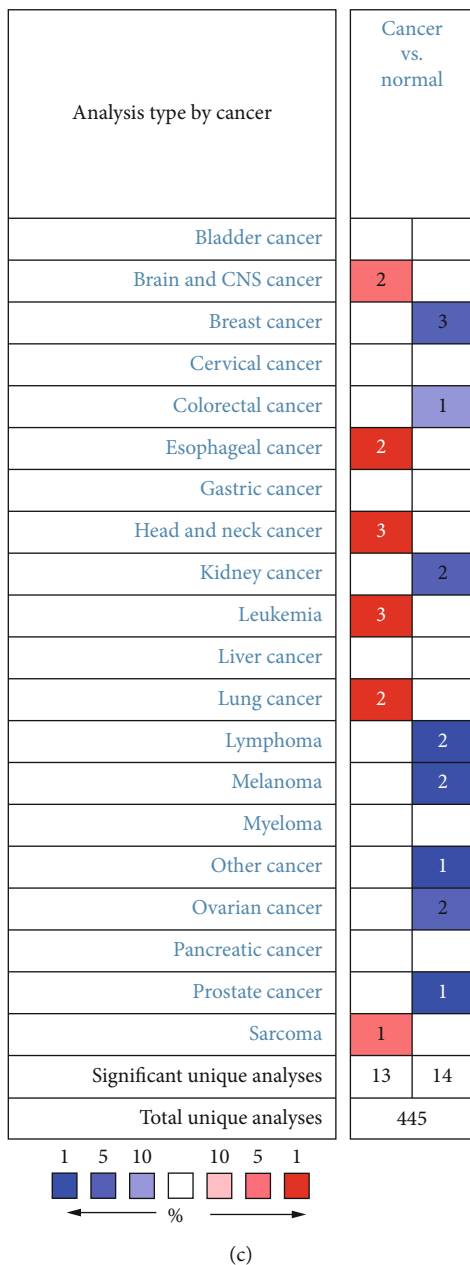 Analysis type by cancer
Cancer
vs.
normal
Bladder cancer
Brain and CNS cancer 2
Breast cancer 3
Cervical cancer
Colorectal cancer 1
Esophageal cancer 2
Gastric cancer
Head and neck cancer 3
Kidney cancer 2
Leukemia 3
Liver cancer
Lung cancer 2
Lymphoma 2
Melanoma 2
Myeloma
Other cancer 1
Ovarian cancer 2
Pancreatic cancer
Prostate cancer 1
Sarcoma 1
Significant unique analyses 13 14
Total unique analyses 445
1 5 10 10 5 1
%
(c)